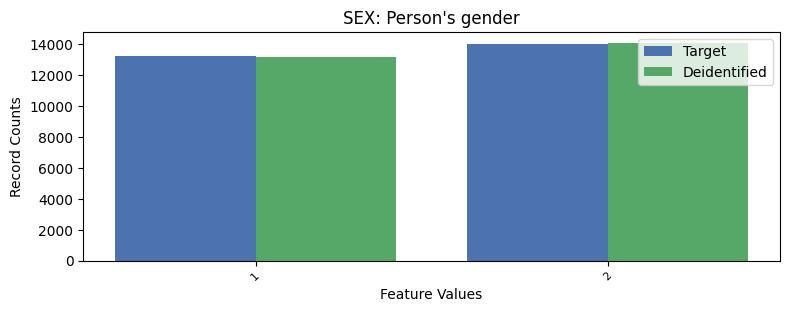 SEX: Person's gender
Target
Deidentified
Record Counts
14000
12000
10000
8000
6000
4000
2000
0
1
2
Feature Values